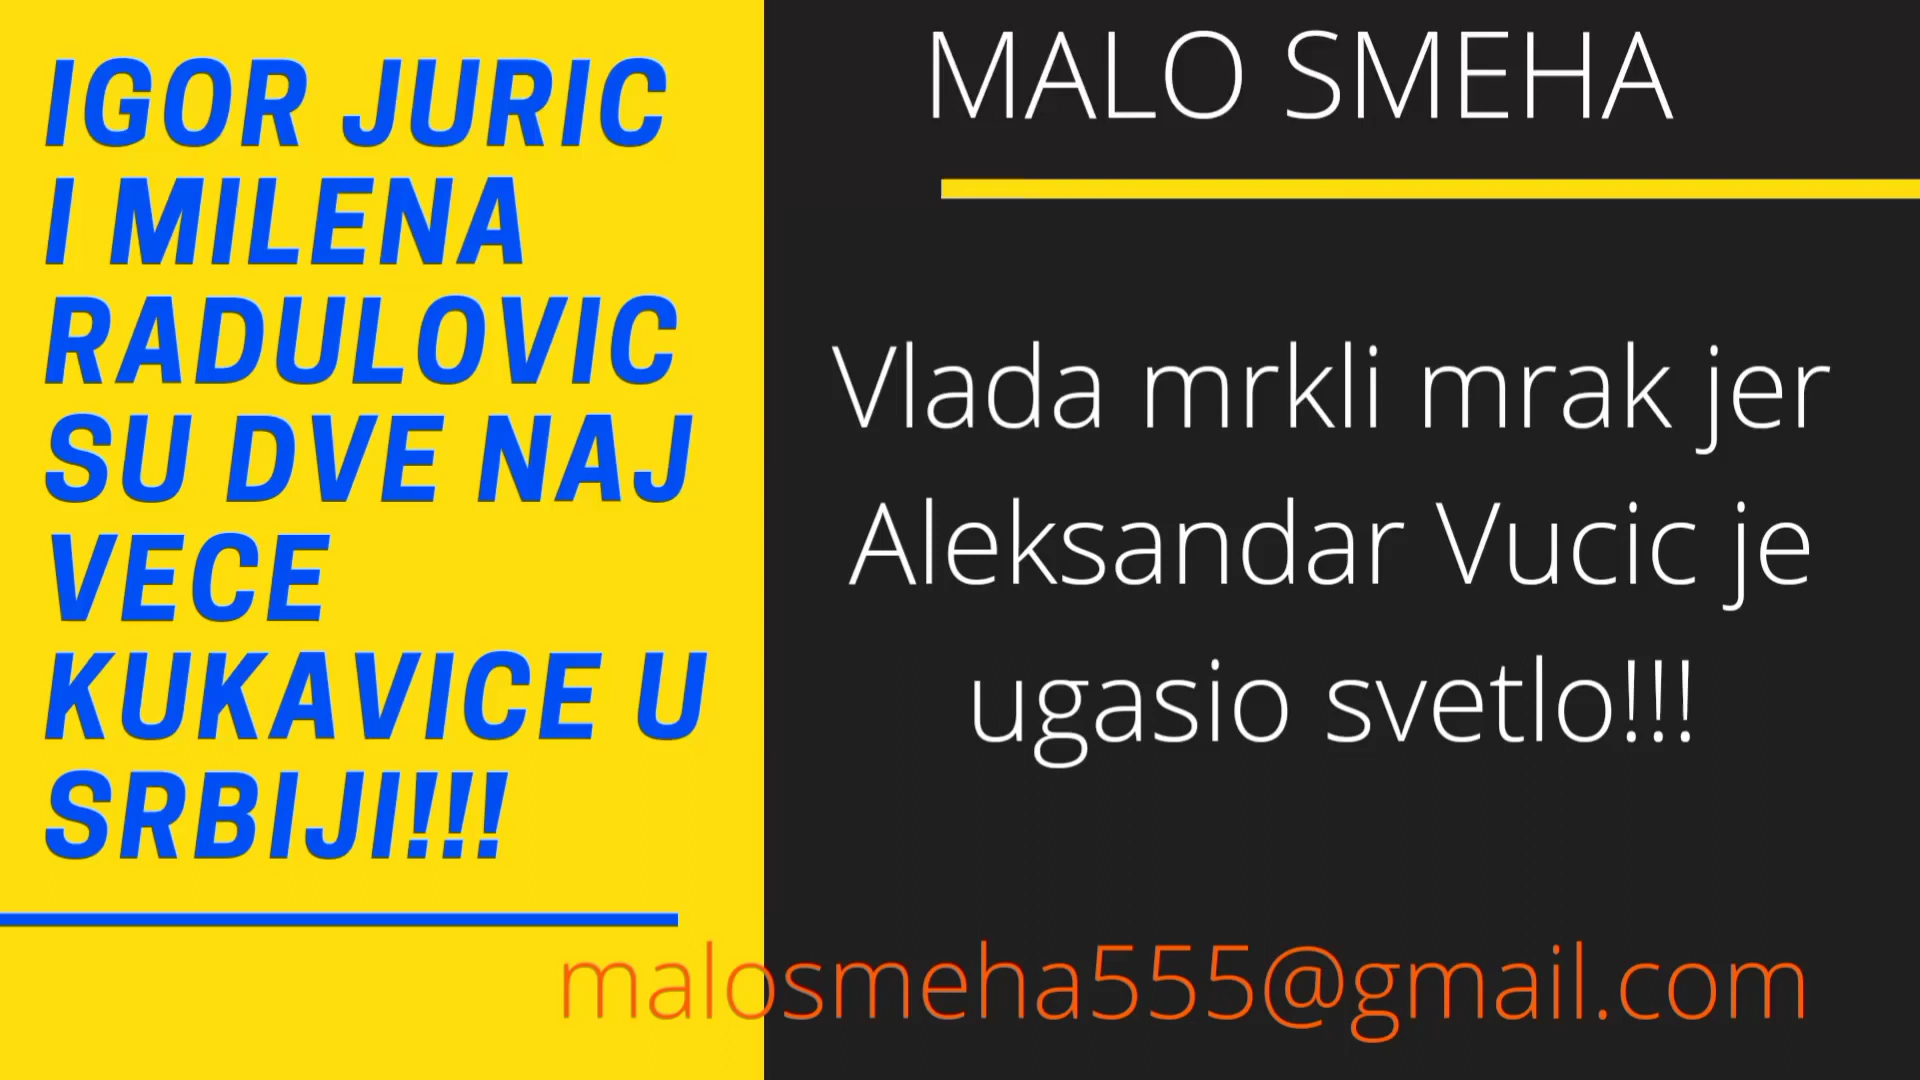 IGOR JURIC
I MILENA
RADULOVIC
SU DVE NAJ
VECE
KUKAVICE U
SRBIJI!!!
MALO SMEHA
Vlada mrkli mrak jer
Aleksandar Vucic je
ugasio svetlo!!!
malosmeha555@gmail.com